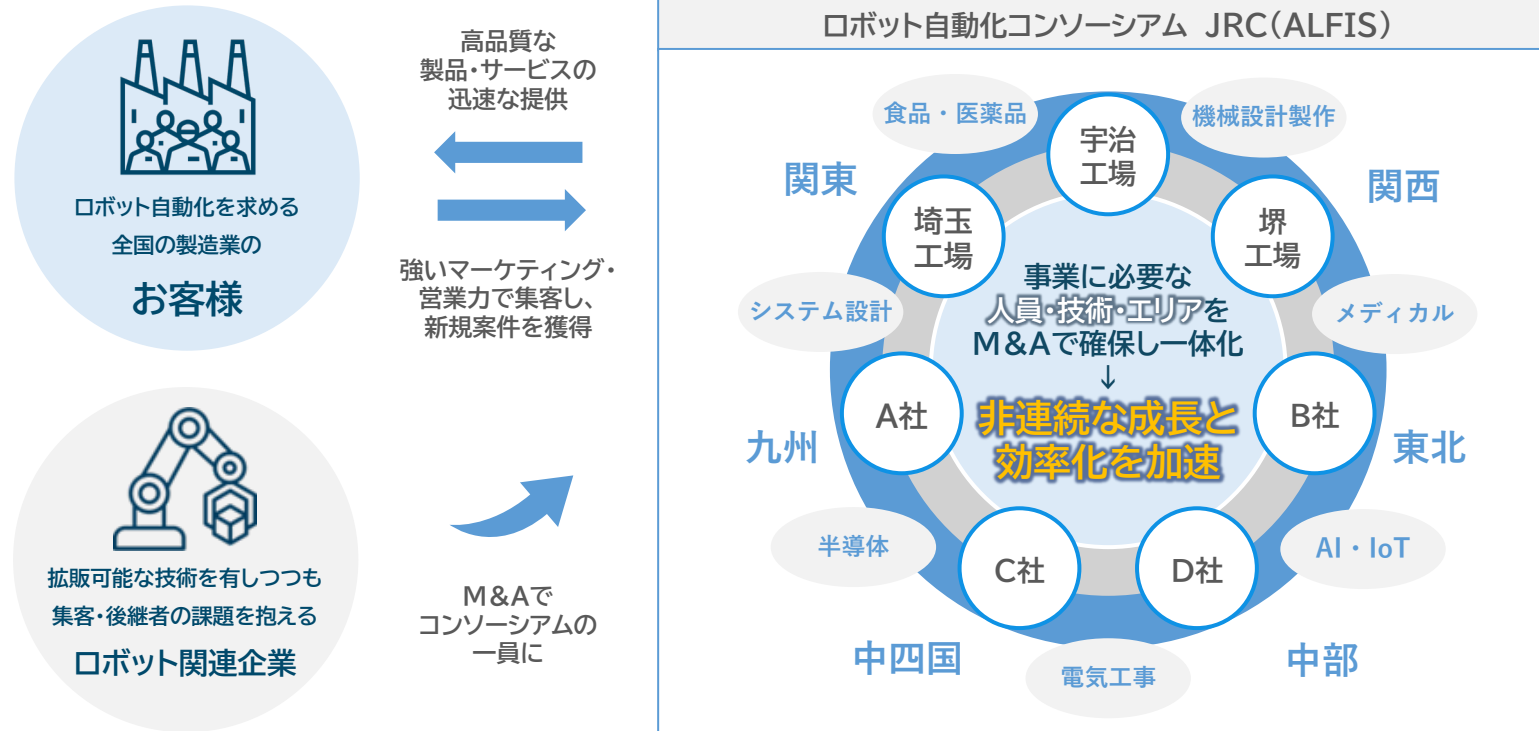 ロボット自動化を求める
全国の製造業の
お客様
高品質な
製品・サービスの
迅速な提供
強いマーケティング・
営業力で集客し、
新規案件を獲得
拡販可能な技術を有しつつも
集客・後継者の課題を抱える
ロボット関連企業
M&Aで
コンソーシアムの
一員に
ロボット自動化コンソーシアム JRC(ALFIS)
食品・医薬品
機械設計製作
宇治
工場
関東
関西
埼玉
工場
堺
工場
システム設計
メディカル
事業に必要な
人員・技術・エリアを
M&Aで確保し一体化
↓
非連続な成長と
効率化を加速
A社
B社
九州
東北
半導体
AI・IoT
C社
D社
中四国
中部
電気工事